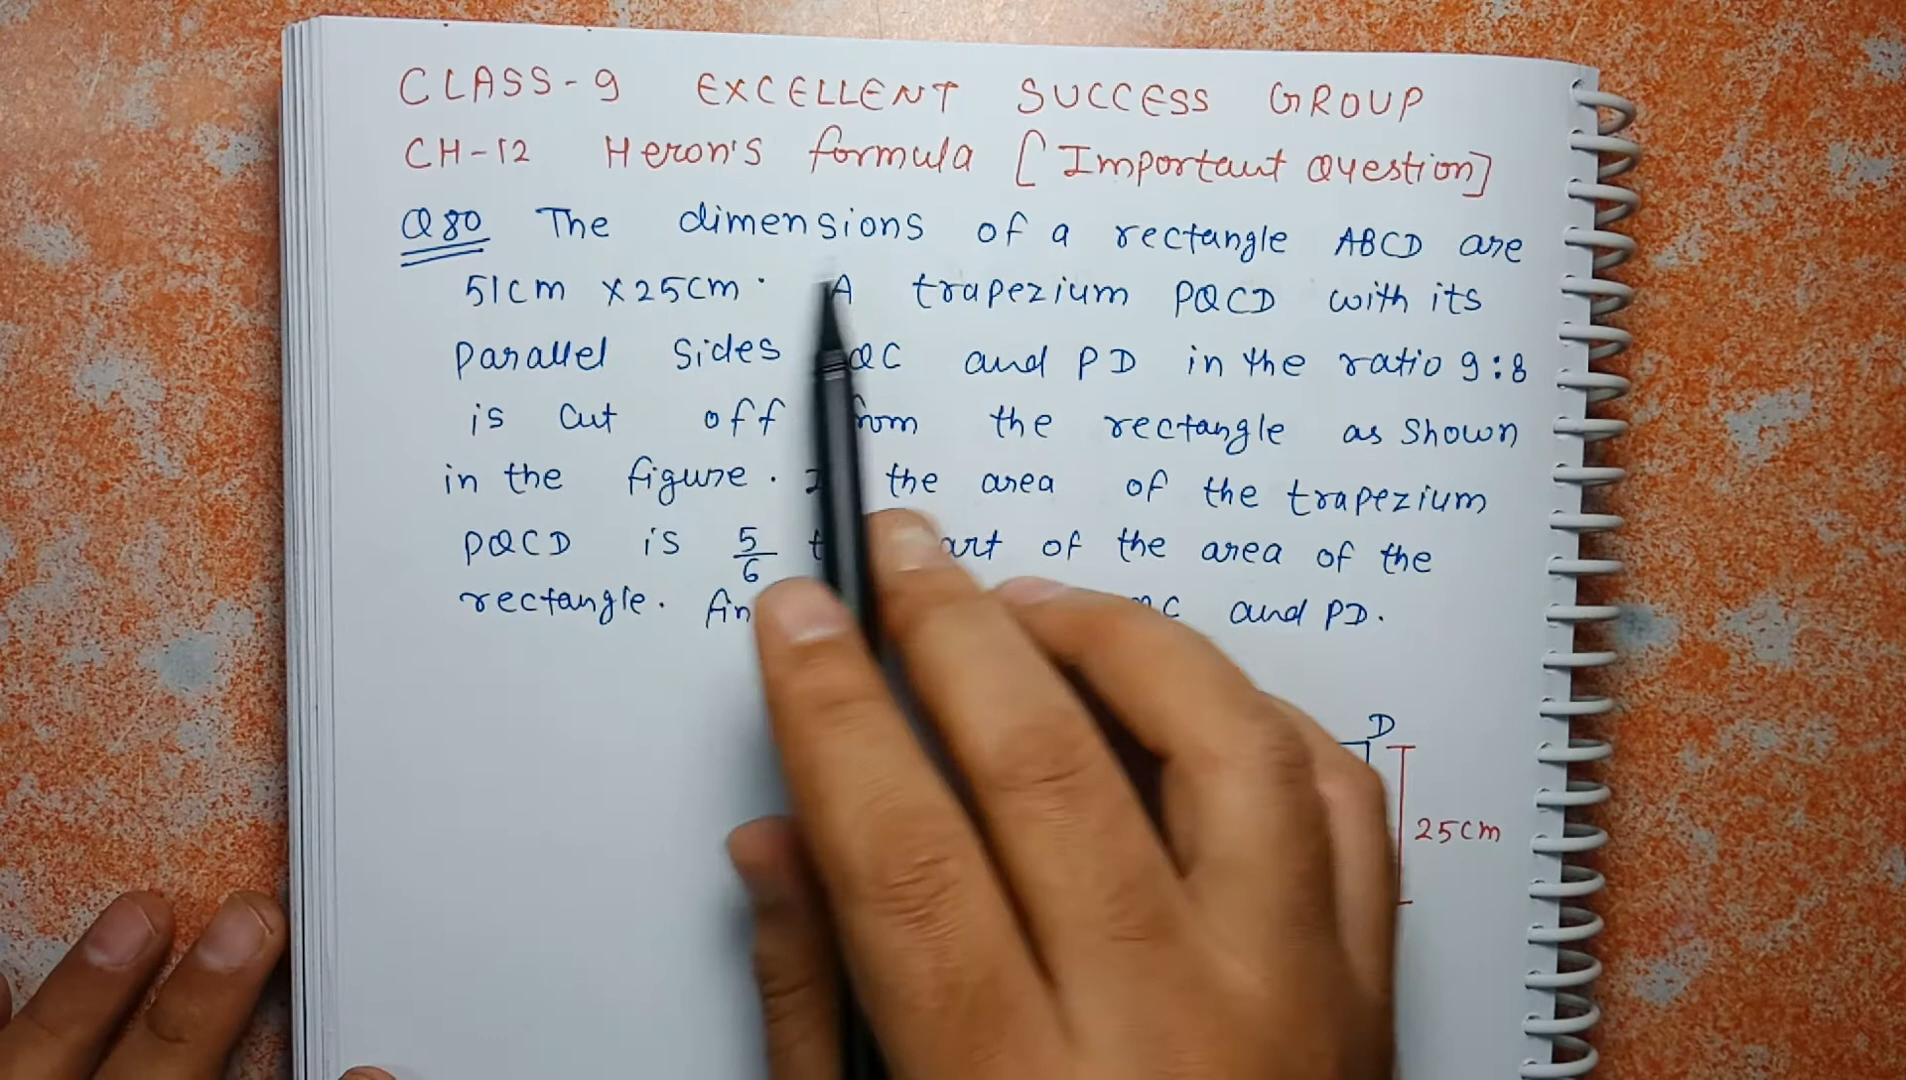 CLASS-9 EXCELLENT SUCCESS GROUP
CH-12 Heron's formula [Important Question]
Q80 The dimensions of a rectangle ABCD are
51cm x25cm. A trapezium PQCD with its
parallel sides QC and PD in the ratio 9:8
is cut off from the rectangle as shown
in the figure. the area of the trapezium
PQCD is 5/6 part of the area of the
rectangle. and PD.
D
25cm